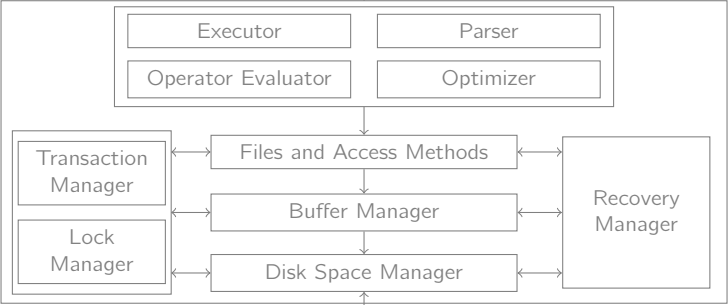 Executor
Parser
Operator Evaluator
Optimizer
Transaction
Manager
Lock
Manager
Files and Access Methods
Buffer Manager
Disk Space Manager
Recovery
Manager